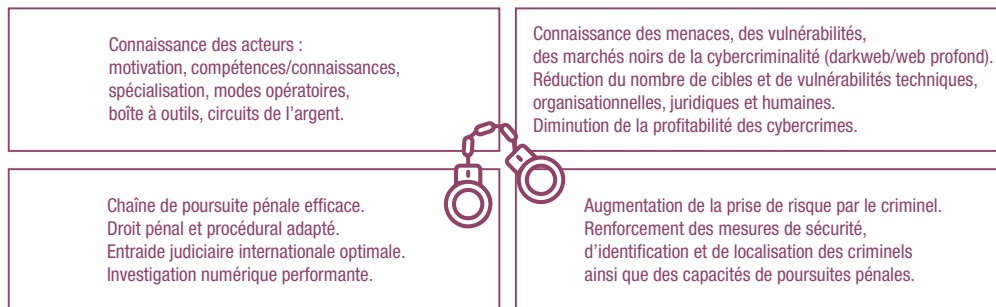 Connaissance des acteurs :
motivation, compétences/connaissances,
spécialisation, modes opératoires,
boîte à outils, circuits de l’argent.
Connaissance des menaces, des vulnérabilités,
des marchés noirs de la cybercriminalité (darkweb/web profond).
Réduction du nombre de cibles et de vulnérabilités techniques,
organisationnelles, juridiques et humaines.
Diminution de la profitabilité des cybercrimes.
Chaîne de poursuite pénale efficace.
Droit pénal et procédural adapté.
Entraide judiciaire internationale optimale.
Investigation numérique performante.
Augmentation de la prise de risque par le criminel.
Renforcement des mesures de sécurité,
d’identification et de localisation des criminels
ainsi que des capacités de poursuites pénales.